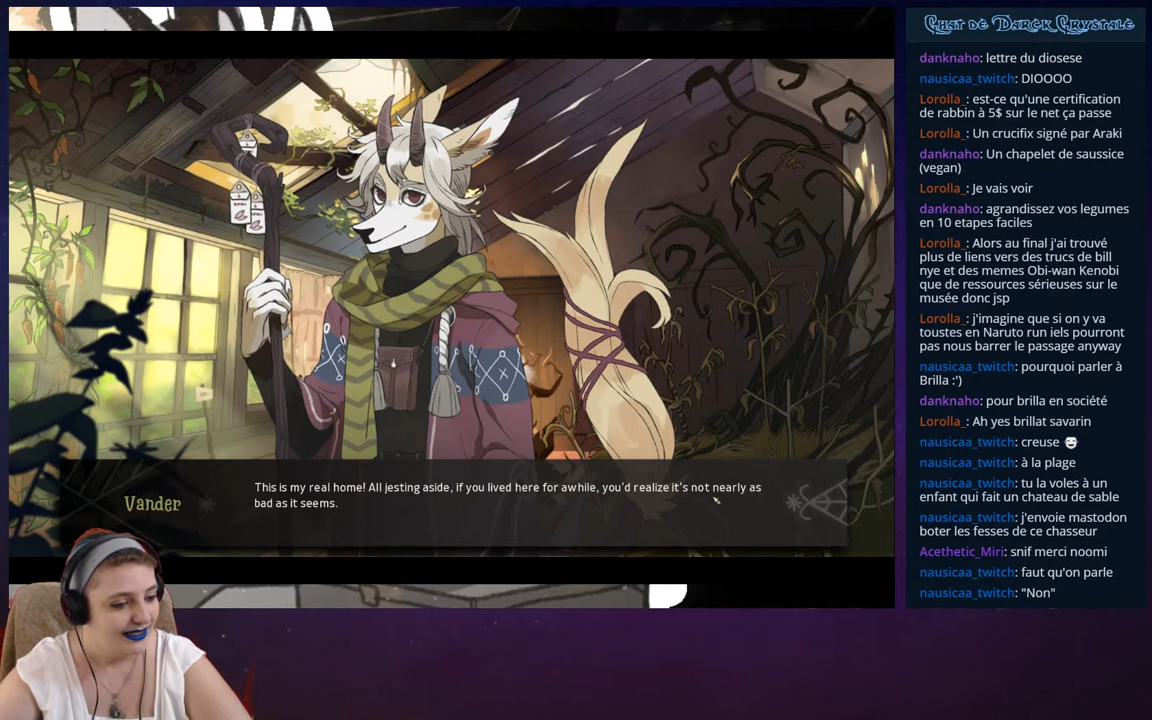 CHAT DE DARCK CRYSTALE
danknaho: lettre du diosese
nausicaa_twitch: DIOOOO
Lorolla_: est-ce qu'une certification
de rabbin à 5$ sur le net ça passe
Lorolla_: Un crucifix signé par Araki
danknaho: Un chapelet de saussice
(vegan)
Lorolla_: Je vais voir
danknaho: agrandissez vos legumes
en 10 etapes faciles
Lorolla_: Alors au final j'ai trouvé
plus de liens vers des trucs de bill
nye et des memes Obi-wan Kenobi
que de ressources sérieuses sur le
musée donc jsp
Lorolla_: j'imagine que si on y va
toustes en Naruto run iels pourront
pas nous barrer le passage anyway
nausicaa_twitch: pourquoi parler à
Brilla :')
danknaho: pour brilla en société
Lorolla_: Ah yes brillat savarin
nausicaa_twitch: creuse
nausicaa_twitch: à la plage
nausicaa_twitch: tu la voles à un
enfant qui fait un chateau de sable
nausicaa_twitch: j'envoie mastodon
boter les fesses de ce chasseur
Acethetic_Miri: snif merci noomi
nausicaa_twitch: faut qu'on parle
nausicaa_twitch: "Non"
Vander
This is my real home! All jesting aside, if you lived here for awhile, you'd realize it's not nearly as
bad as it seems.